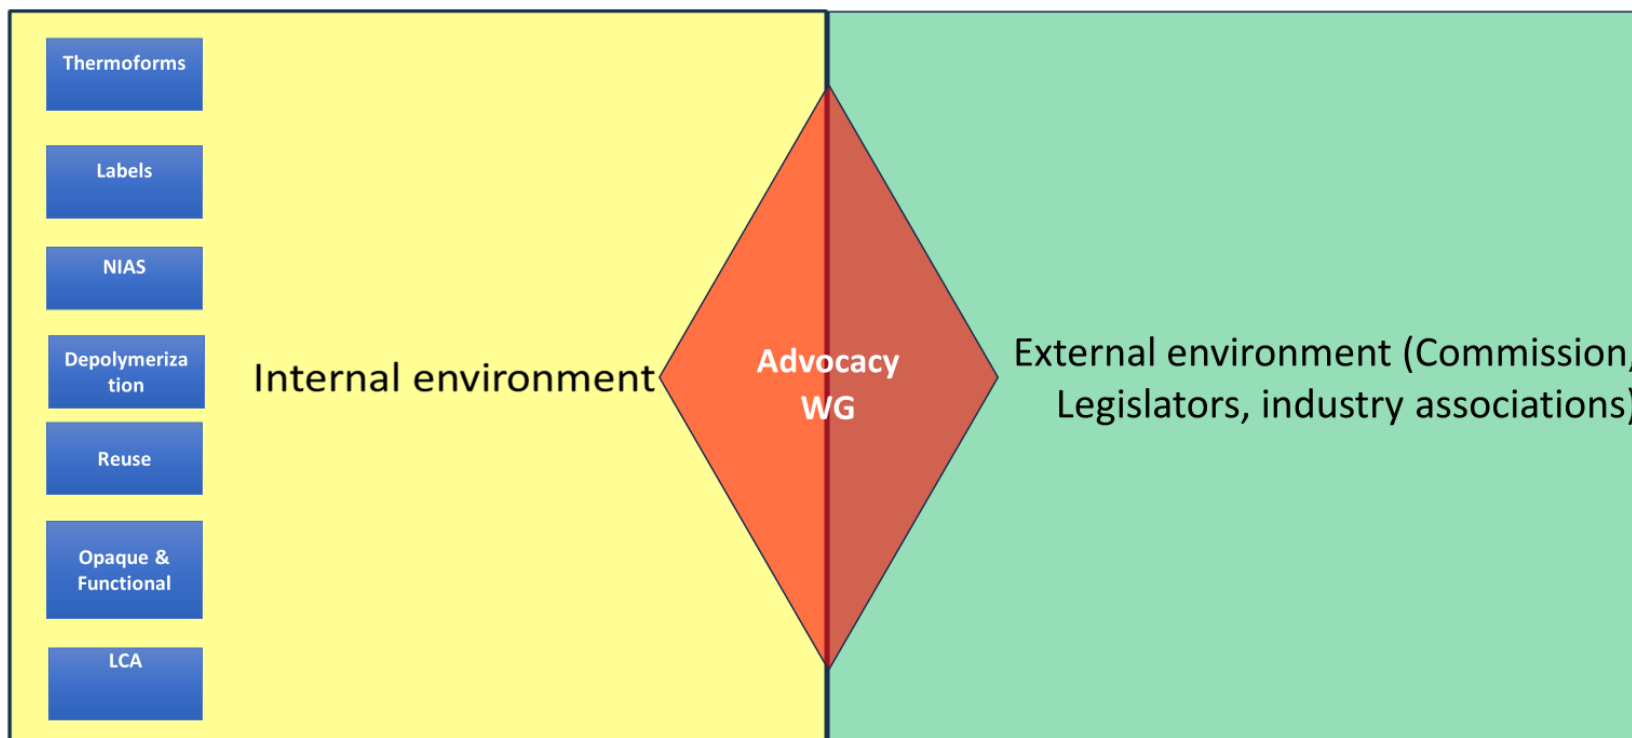 Thermoforms
Labels
NIAS
Depolymeriza
tion
Reuse
Opaque &
Functional
LCA
Internal environment
Advocacy
WG
External environment (Commission,
Legislators, industry associations)